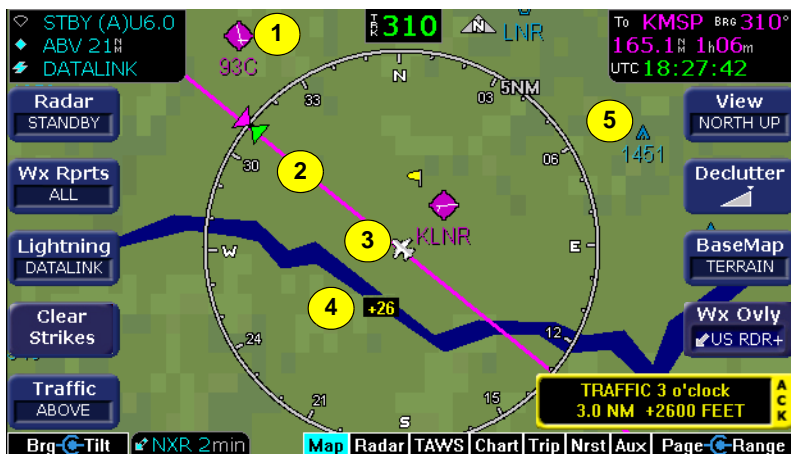 STBY (A)U6.0
ABV 21NM
DATALINK
1
93C
TRK 310
N
LNR
To KMSP BRG 310°
165.1NM 1h06m
UTC 18:27:42
Radar
STANDBY
Wx Rprts
ALL
Lightning
DATALINK
Clear
Strikes
Traffic
ABOVE
N
5NM
33
03
30
06
W
E
24
12
21
15
S
2
3
KLNR
4
+26
5
1451
View
NORTH UP
Declutter
BaseMap
TERRAIN
Wx Ovly
US RDR+
TRAFFIC 3 o'clock
3.0 NM +2600 FEET
ACK
Brg Tilt
NXR 2min
Map Radar TAWS Chart Trip Nrst Aux
Page Range